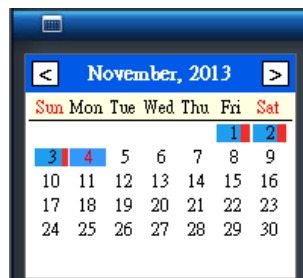 < November, 2013 >
Sun Mon Tue Wed Thu Fri Sat
1 2
3 4 5 6 7 8 9
10 11 12 13 14 15 16
17 18 19 20 21 22 23
24 25 26 27 28 29 30